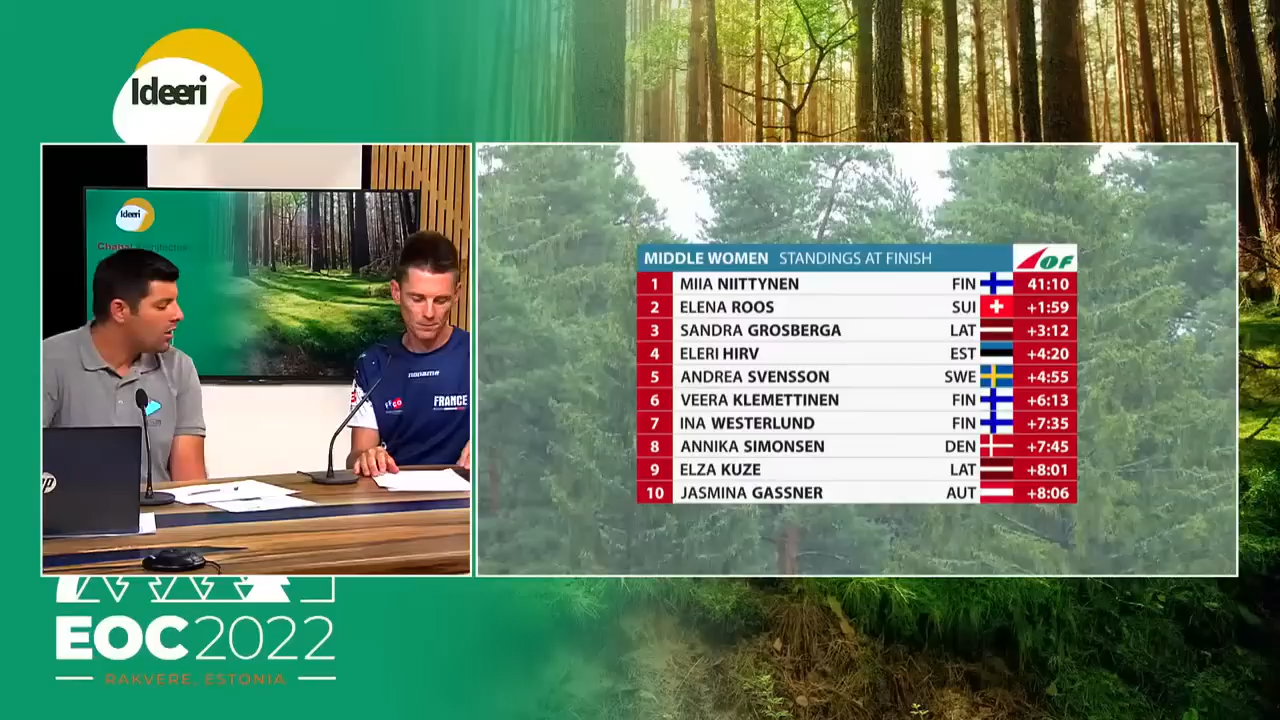 Ideeri
Ideeri
nonname
FRANCE
hp
MIDDLE WOMEN STANDINGS AT FINISH
IOF
1 MIIA NIITTYNEN FIN 41:10
2 ELENA ROOS SUI +1:59
3 SANDRA GROSBERGA LAT +3:12
4 ELERI HIRV EST +4:20
5 ANDREA SVENSSON SWE +4:55
6 VEERA KLEMETTINEN FIN +6:13
7 INA WESTERLUND FIN +7:35
8 ANNIKA SIMONSEN DEN +7:45
9 ELZA KUZE LAT +8:01
10 JASMINA GASSNER AUT +8:06
EOC2022
RAKVERE, ESTONIA